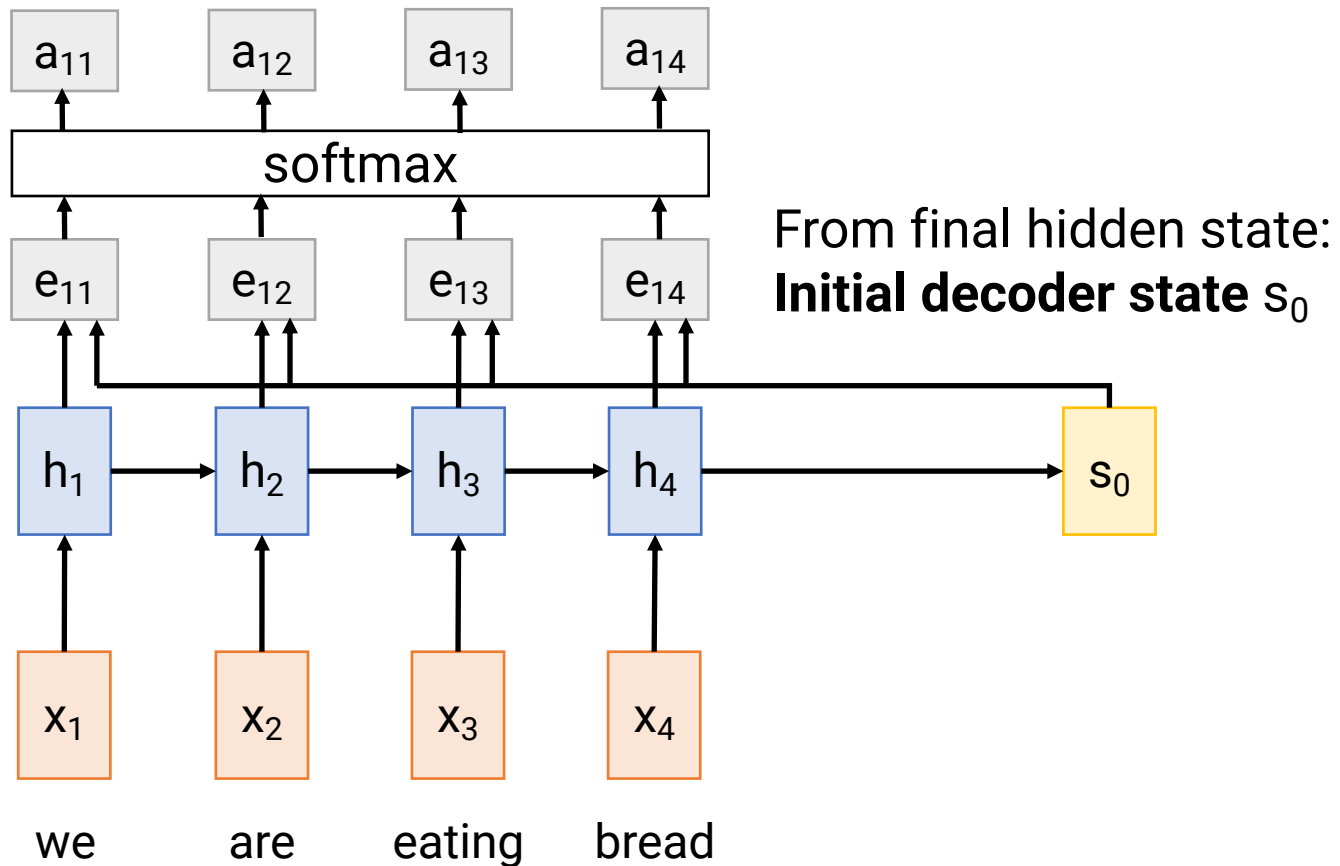 a₁₁ a₁₂ a₁₃ a₁₄
softmax
e₁₁ e₁₂ e₁₃ e₁₄
From final hidden state:
Initial decoder state s₀
h₁ h₂ h₃ h₄ s₀
x₁ x₂ x₃ x₄
we are eating bread